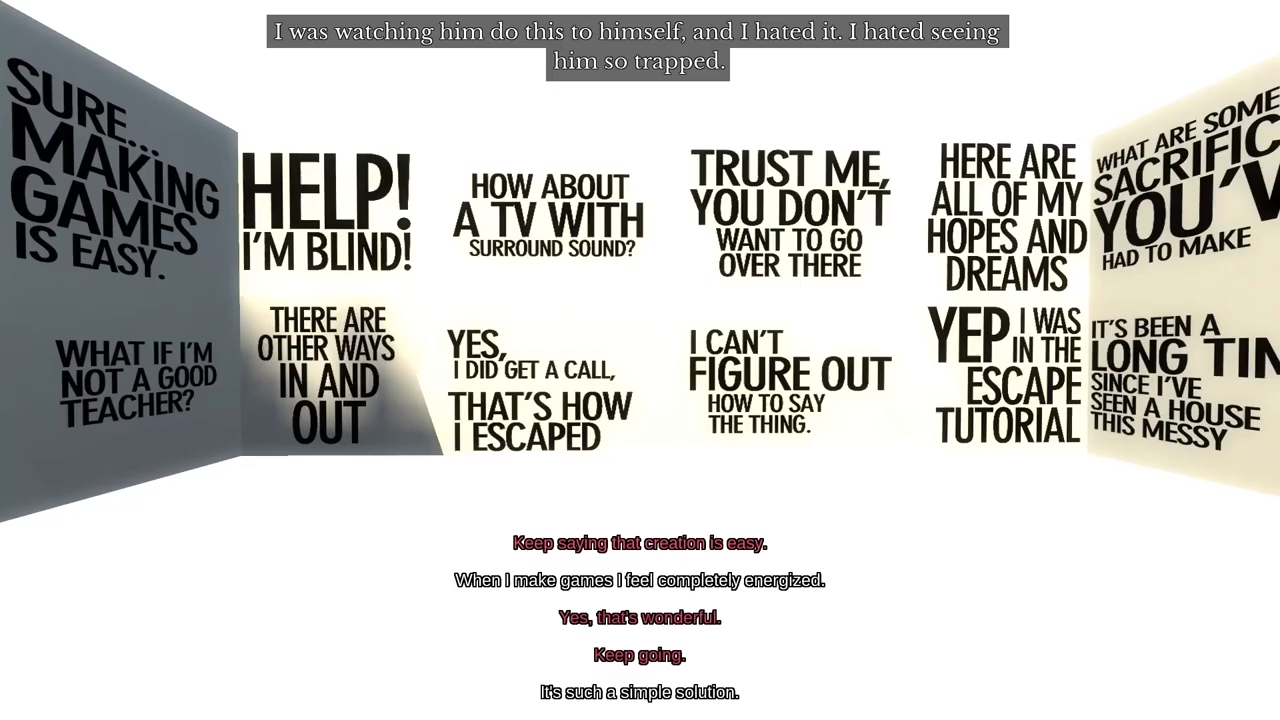 I was watching him do this to himself, and I hated it. I hated seeing
him so trapped.
SURE...
MAKING
GAMES
IS EASY.
WHAT IF I'M
NOT A GOOD
TEACHER?
HELP!
I'M BLIND!
THERE ARE
OTHER WAYS
IN AND
OUT
HOW ABOUT
A TV WITH
SURROUND SOUND?
YES,
I DID GET A CALL,
THAT'S HOW
I ESCAPED
TRUST ME,
YOU DON'T
WANT TO GO
OVER THERE
I CAN'T
FIGURE OUT
HOW TO SAY
THE THING.
HERE ARE
ALL OF MY
HOPES AND
DREAMS
YEP I WAS
IN THE
ESCAPE
TUTORIAL
WHAT ARE SOME
HAD TO MAKE
IT'S BEEN A
LONG
SINCE I'VE
SEEN A HOUSE
THIS MESSY
Keep saying that creation is easy.
When I make games I feel completely energized.
Yes, that's wonderful.
Keep going.
It's such a simple solution.